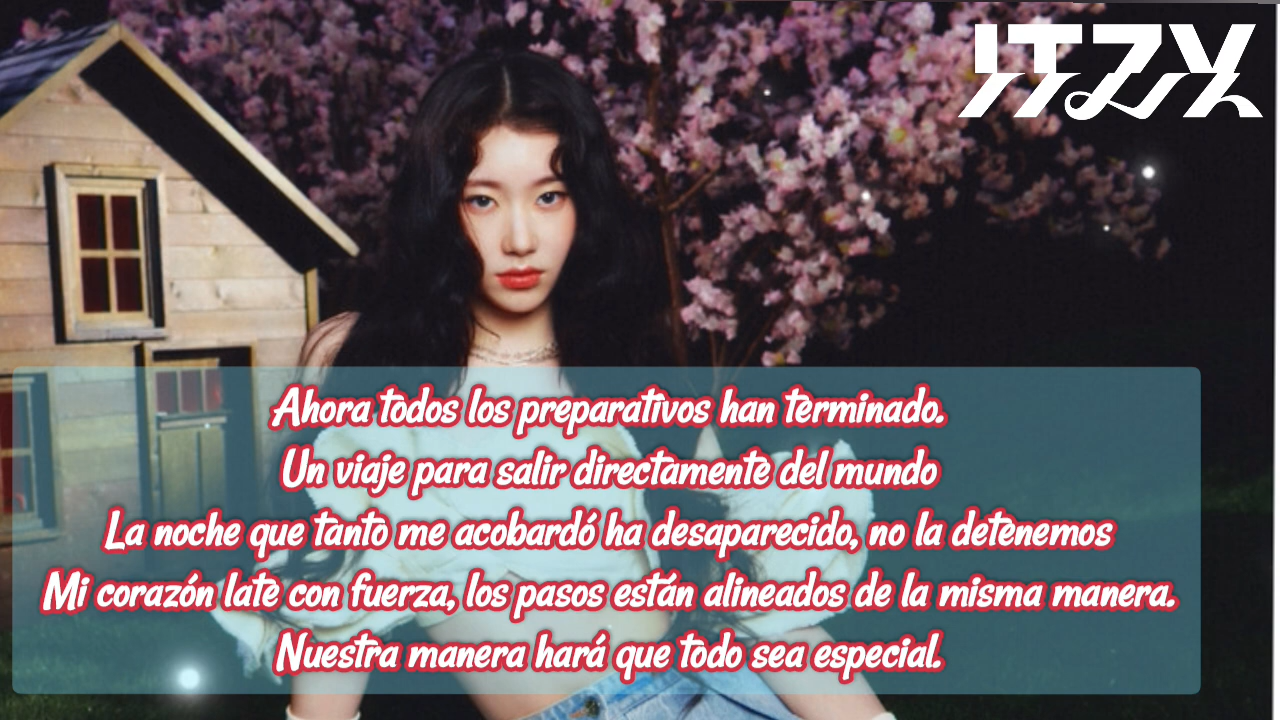 ITZY
Ahora todos los preparativos han terminado.
Un viaje para salir directamente del mundo
La noche que tanto me acobardó ha desaparecido, no la detenemos
Mi corazón late con fuerza, los pasos están alineados de la misma manera.
Nuestra manera hará que todo sea especial.